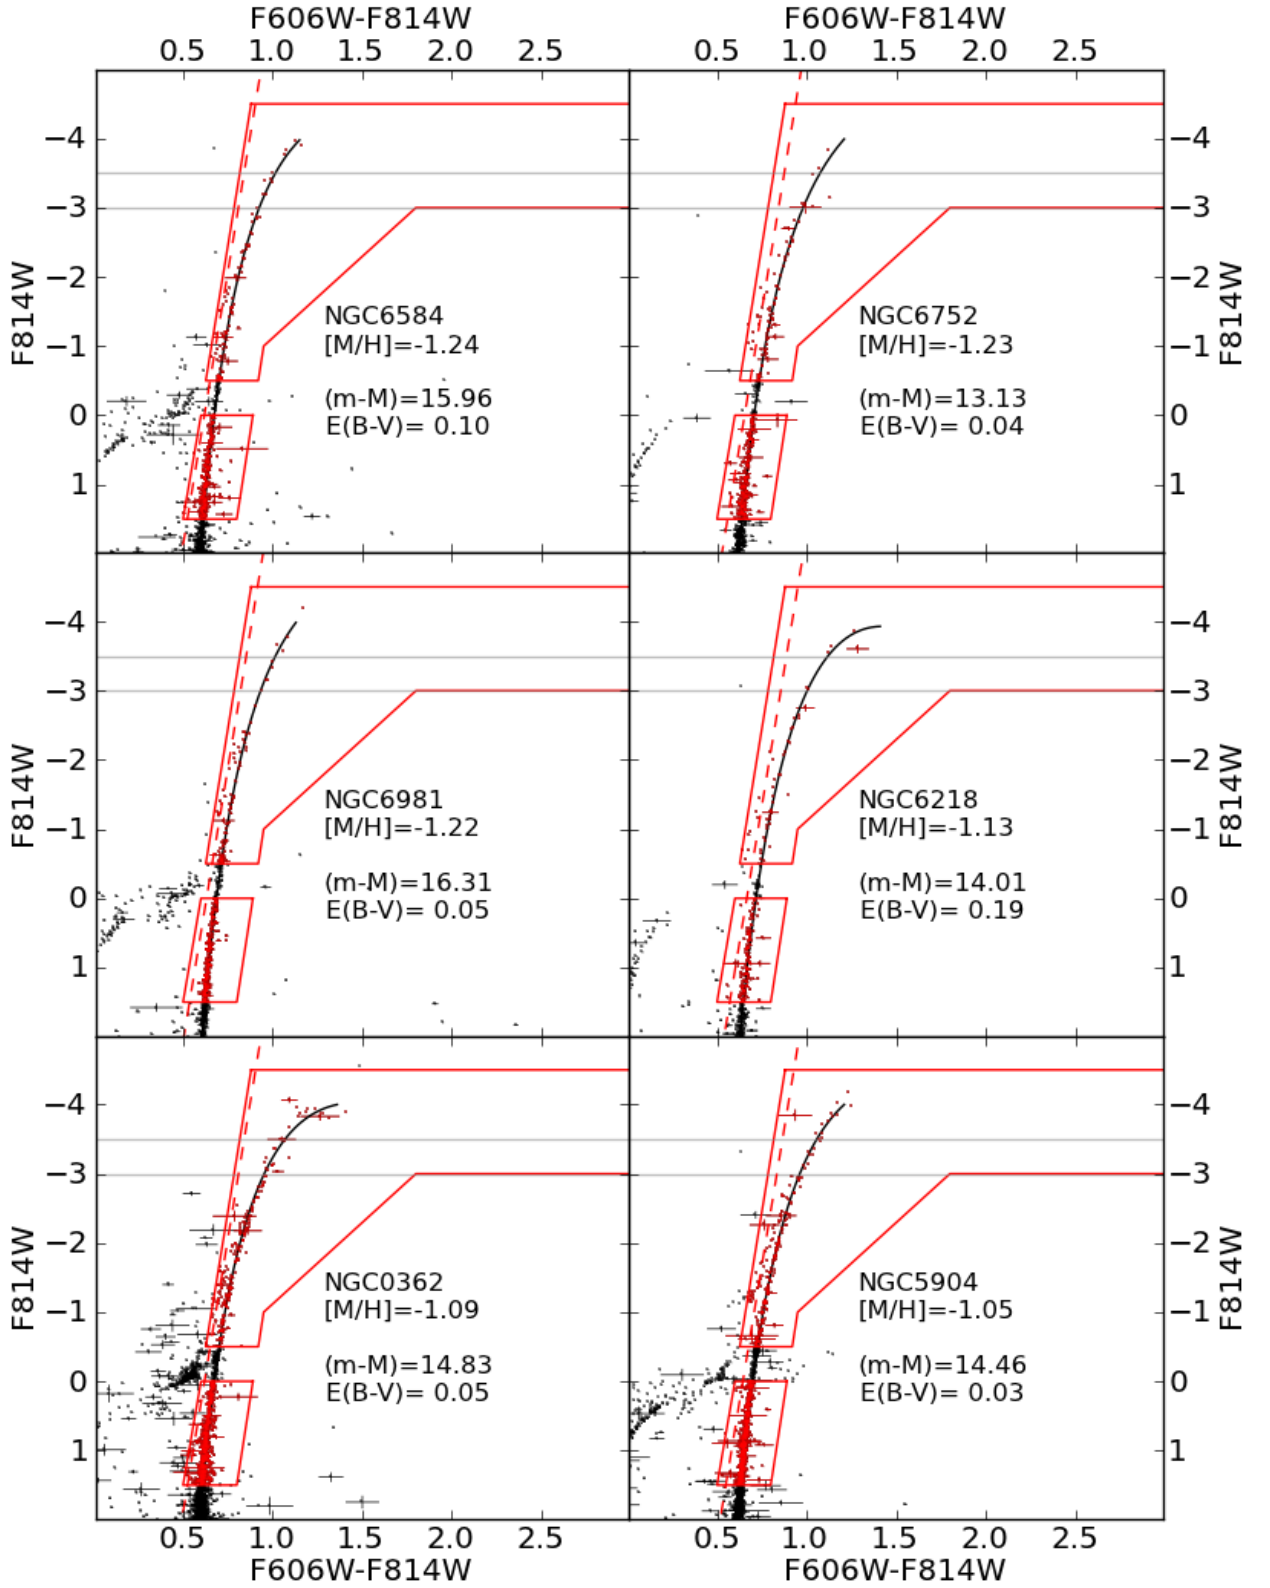 F606W-F814W F606W-F814W
0.5 1.0 1.5 2.0 2.5 0.5 1.0 1.5 2.0 2.5
−4 −4
−3 −3
−2 −2
−1 −1
0 0
1 1
F814W
F814W
NGC6584
[M/H]=-1.24
(m-M)=15.96
E(B-V)= 0.10
NGC6752
[M/H]=-1.23
(m-M)=13.13
E(B-V)= 0.04
−4 −4
−3 −3
−2 −2
−1 −1
0 0
1 1
F814W
F814W
NGC6981
[M/H]=-1.22
(m-M)=16.31
E(B-V)= 0.05
NGC6218
[M/H]=-1.13
(m-M)=14.01
E(B-V)= 0.19
−4 −4
−3 −3
−2 −2
−1 −1
0 0
1 1
F814W
F814W
NGC0362
[M/H]=-1.09
(m-M)=14.83
E(B-V)= 0.05
NGC5904
[M/H]=-1.05
(m-M)=14.46
E(B-V)= 0.03
0.5 1.0 1.5 2.0 2.5 0.5 1.0 1.5 2.0 2.5
F606W-F814W F606W-F814W